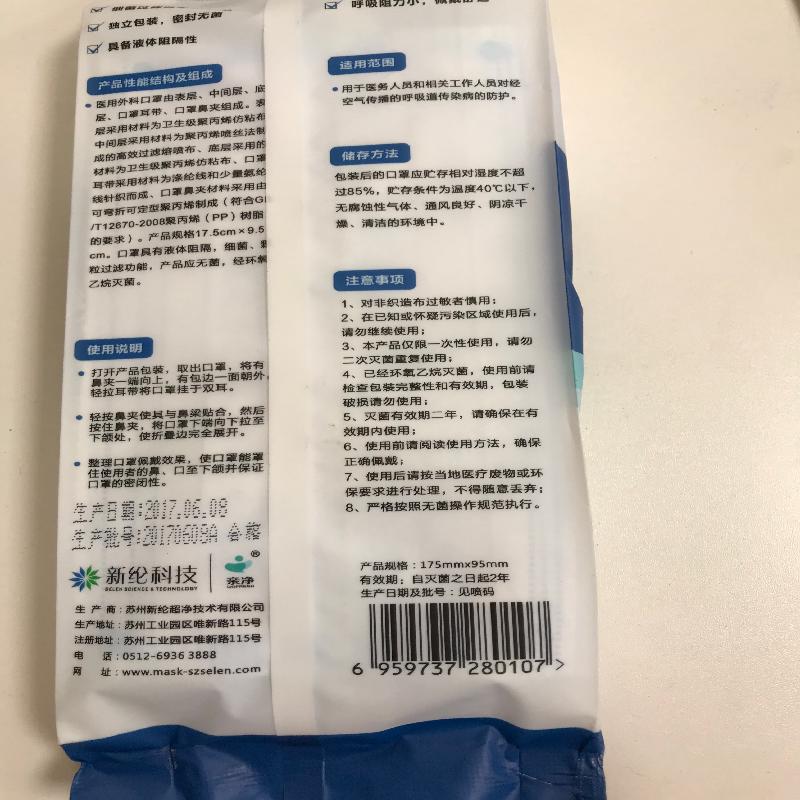 独立包装，密封无菌
具备液体阻隔性
产品性能结构及组成
医用外科口罩由表层、中间层、底
层、口罩耳带、口罩鼻夹组成。表
层采用材料为卫生级聚丙烯仿粘布
中间层采用材料为聚丙烯喷丝法制
成的高效过滤熔喷布、底层采用的
材料为卫生级聚丙烯仿粘布、口罩
耳带采用材料为涤纶线和少量氨纶
线针织而成、口罩鼻夹材料采用由
可弯折可定型聚丙烯制成（符合GB
/T12670-2008聚丙烯（PP）树脂
的要求）。产品规格17.5cm×9.5
cm。口罩具有液体阻隔，细菌、颗
粒过滤功能，产品应无菌，经环氧
乙烷灭菌。
使用说明
打开产品包装，取出口罩，将有
鼻夹一端向上，有包边一面朝外，
轻拉耳带将口罩挂于双耳。
轻按鼻夹使其与鼻梁贴合，然后
按住鼻夹，将口罩下端向下拉至
下颌处，使折叠边完全展开。
整理口罩佩戴效果，使口罩能罩
住使用者的鼻、口至下颌并保证
口罩的密闭性。
生产日期:2017.06.08
生产批号:20170608A 合格
新纶科技
SELEN SCIENCE & TECHNOLOGY
亲净®
生 产 商：苏州新纶超净技术有限公司
生产地址：苏州工业园区唯新路115号
注册地址：苏州工业园区唯新路115号
电 话：0512-6936 3888
网 址：www.mask-szselen.com
呼吸阻力小，佩戴舒适
适用范围
用于医务人员和相关工作人员对经
空气传播的呼吸道传染病的防护。
储存方法
包装后的口罩应贮存相对湿度不超
过85%，贮存条件为温度40℃以下，
无腐蚀性气体、通风良好、阴凉干
燥、清洁的环境中。
注意事项
1、对非织造布过敏者慎用；
2、在已知或怀疑污染区域使用后，
请勿继续使用；
3、本产品仅限一次性使用，请勿
二次灭菌重复使用；
4、已经环氧乙烷灭菌，使用前请
检查包装完整性和有效期，包装
破损请勿使用；
5、灭菌有效期二年，请确保在有
效期内使用；
6、使用前请阅读使用方法，确保
正确佩戴；
7、使用后请按当地医疗废物或环
保要求进行处理，不得随意丢弃；
8、严格按照无菌操作规范执行。
产品规格：175mmx95mm
有效期：自灭菌之日起2年
生产日期及批号：见喷码
6 959737 280107 >